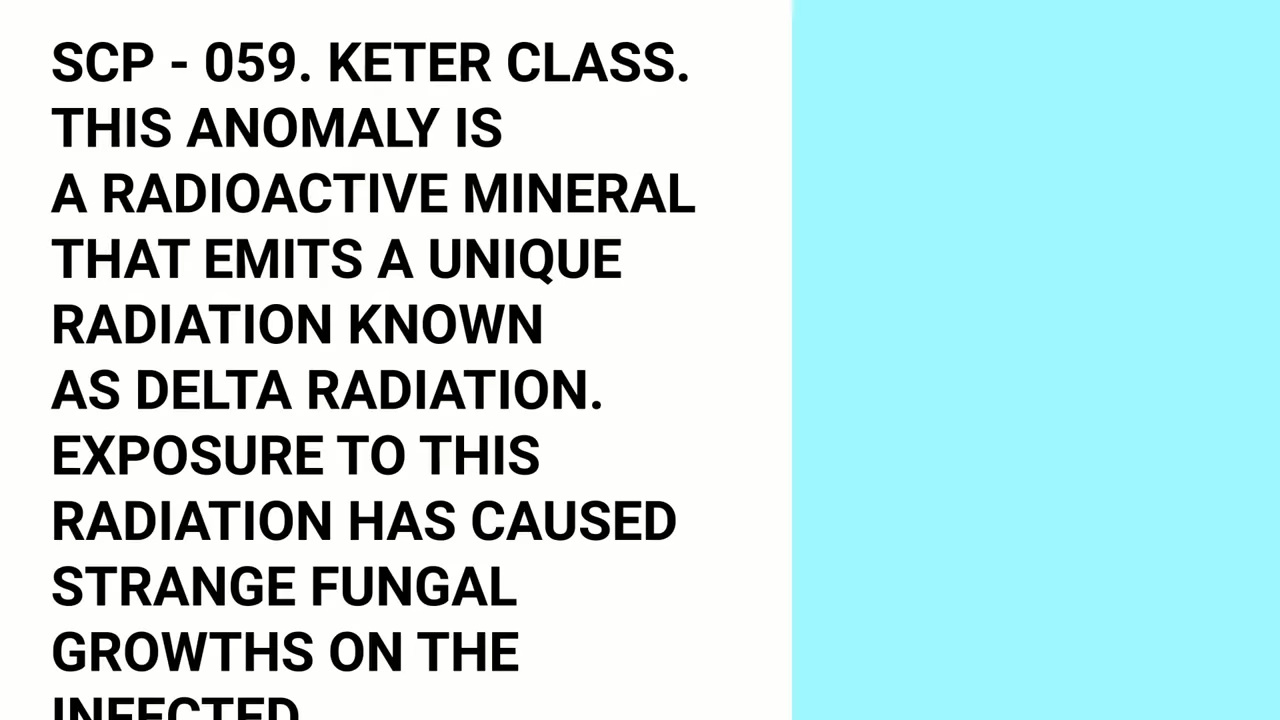 SCP - 059. KETER CLASS.
THIS ANOMALY IS
A RADIOACTIVE MINERAL
THAT EMITS A UNIQUE
RADIATION KNOWN
AS DELTA RADIATION.
EXPOSURE TO THIS
RADIATION HAS CAUSED
STRANGE FUNGAL
GROWTHS ON THE
INFECTED